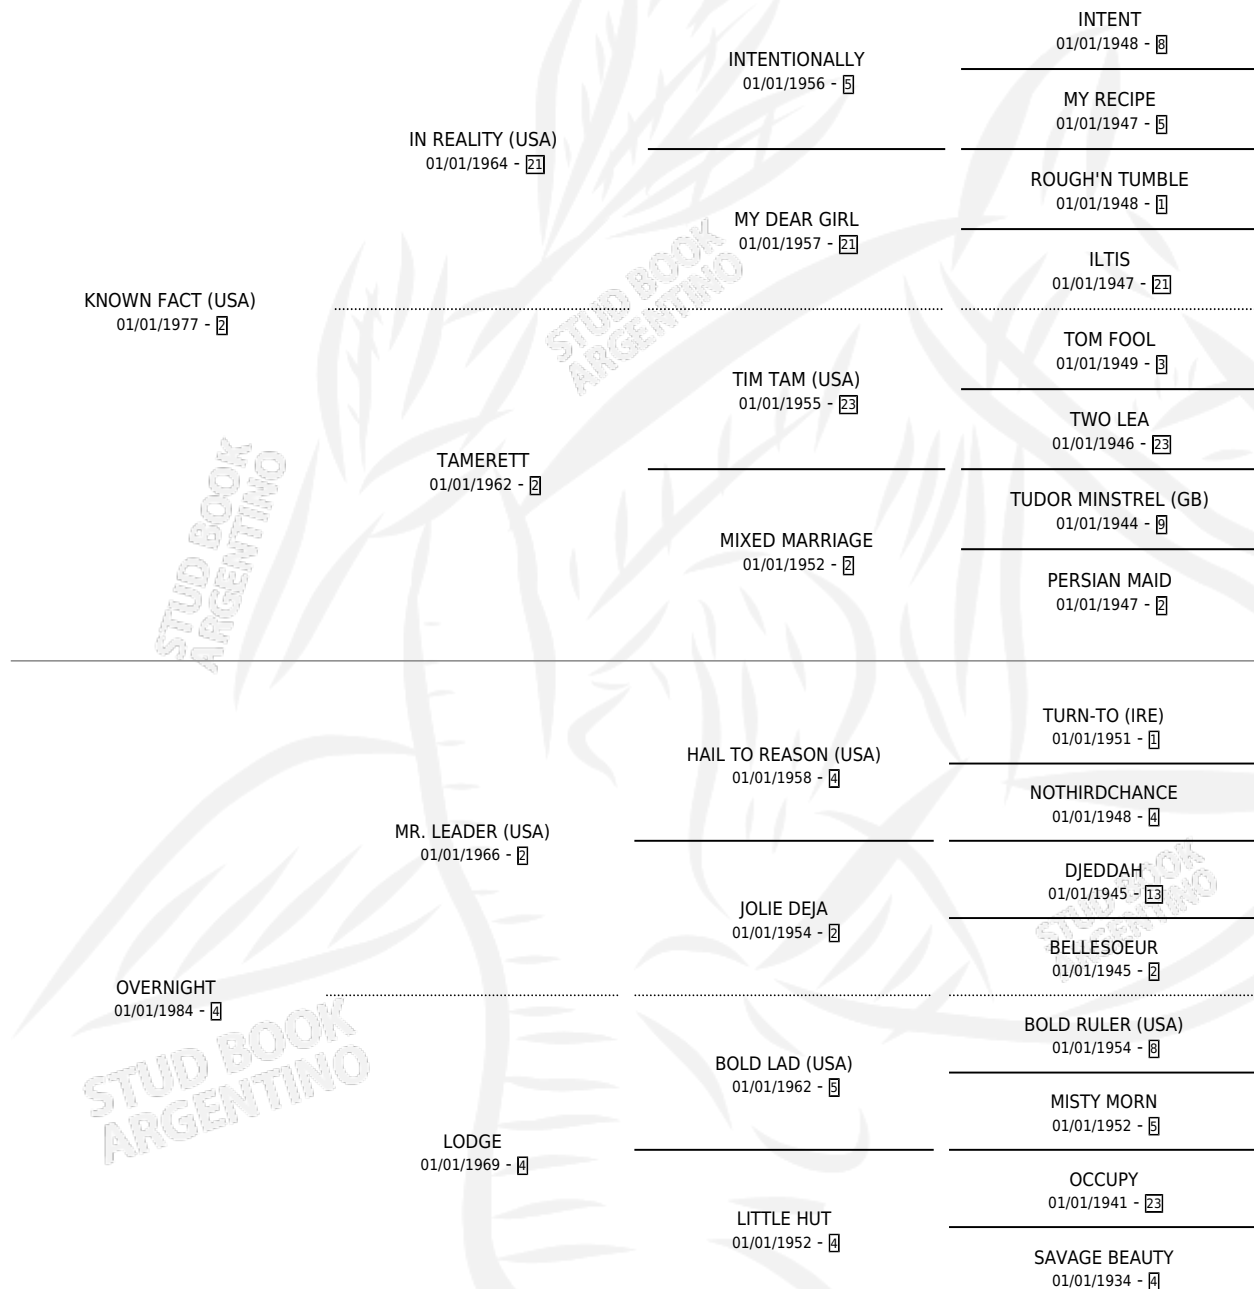 INTENT
01/01/1948 - 8
INTENTIONALLY
01/01/1956 - 5
MY RECIPE
01/01/1947 - 5
IN REALITY (USA)
01/01/1964 - 21
ROUGH'N TUMBLE
01/01/1948 - 1
MY DEAR GIRL
01/01/1957 - 21
ILTIS
01/01/1947 - 21
KNOWN FACT (USA)
01/01/1977 - 2
TOM FOOL
01/01/1949 - 3
TIM TAM (USA)
01/01/1955 - 23
TWO LEA
01/01/1946 - 23
TAMERETT
01/01/1962 - 2
TUDOR MINSTREL (GB)
01/01/1944 - 9
MIXED MARRIAGE
01/01/1952 - 2
PERSIAN MAID
01/01/1947 - 2
TURN-TO (IRE)
01/01/1951 - 1
HAIL TO REASON (USA)
01/01/1958 - 4
NOTHIRDCHANCE
01/01/1948 - 4
MR. LEADER (USA)
01/01/1966 - 2
DJEDDAH
01/01/1945 - 13
JOLIE DEJA
01/01/1954 - 2
BELLESOEUR
01/01/1945 - 2
OVERNIGHT
01/01/1984 - 4
BOLD RULER (USA)
01/01/1954 - 8
BOLD LAD (USA)
01/01/1962 - 5
MISTY MORN
01/01/1952 - 5
LODGE
01/01/1969 - 4
OCCUPY
01/01/1941 - 23
LITTLE HUT
01/01/1952 - 4
SAVAGE BEAUTY
01/01/1934 - 4
STUD BOOK
ARGENTINO
STUD BOOK
ARGENTINO
STUD BOOK
ARGENTINO
STUD BOOK
ARGENTINO